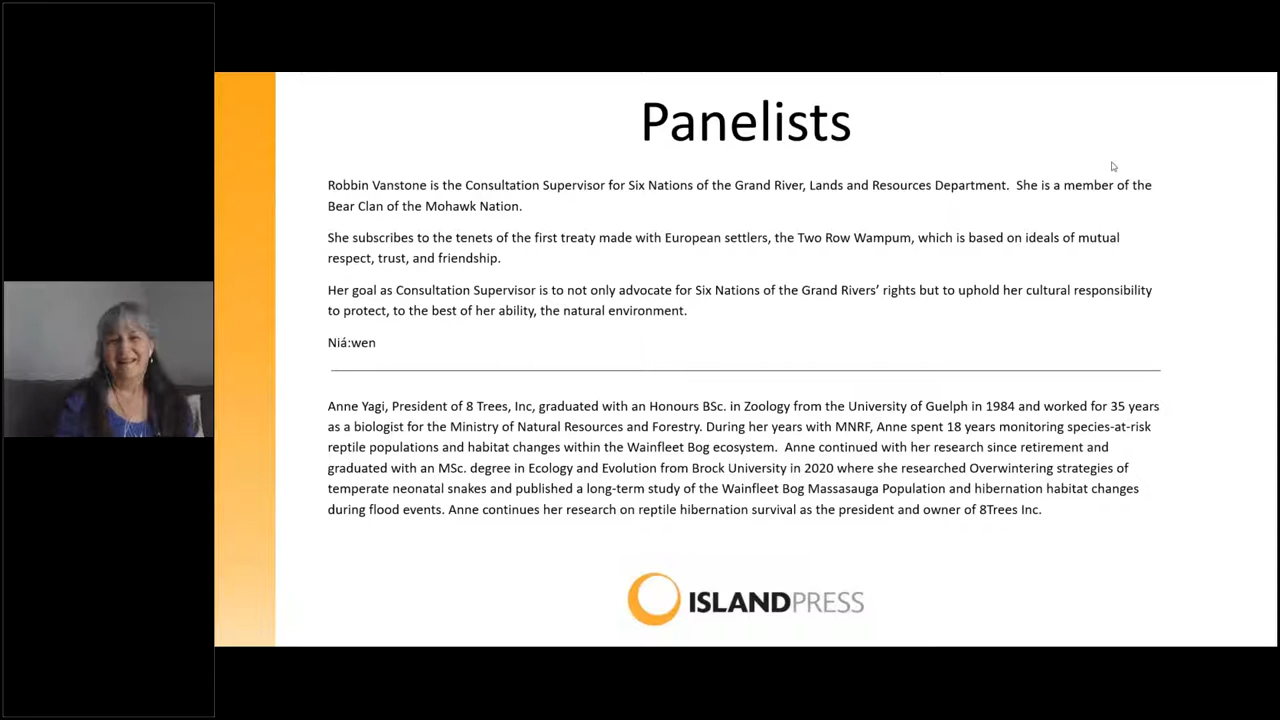 Panelists
Robbin Vanstone is the Consultation Supervisor for Six Nations of the Grand River, Lands and Resources Department.  She is a member of the
Bear Clan of the Mohawk Nation.
She subscribes to the tenets of the first treaty made with European settlers, the Two Row Wampum, which is based on ideals of mutual
respect, trust, and friendship.
Her goal as Consultation Supervisor is to not only advocate for Six Nations of the Grand Rivers’ rights but to uphold her cultural responsibility
to protect, to the best of her ability, the natural environment.
Niá:wen
Anne Yagi, President of 8 Trees, Inc, graduated with an Honours BSc. in Zoology from the University of Guelph in 1984 and worked for 35 years
as a biologist for the Ministry of Natural Resources and Forestry. During her years with MNRF, Anne spent 18 years monitoring species-at-risk
reptile populations and habitat changes within the Wainfleet Bog ecosystem.  Anne continued with her research since retirement and
graduated with an MSc. degree in Ecology and Evolution from Brock University in 2020 where she researched Overwintering strategies of
temperate neonatal snakes and published a long-term study of the Wainfleet Bog Massasauga Population and hibernation habitat changes
during flood events. Anne continues her research on reptile hibernation survival as the president and owner of 8Trees Inc.
ISLANDPRESS